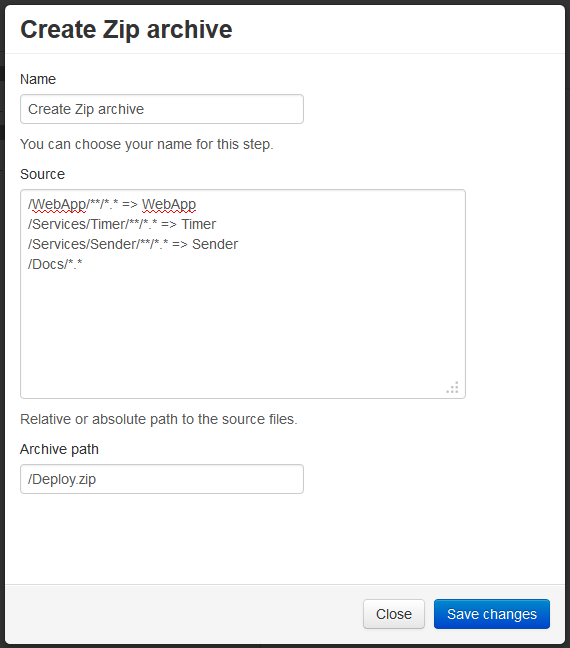 Create Zip archive
Name
Create Zip archive
You can choose your name for this step.
Source
/WebApp/**/*.* => WebApp
/Services/Timer/**/*.* => Timer
/Services/Sender/**/*.* => Sender
/Docs/*.*
Relative or absolute path to the source files.
Archive path
/Deploy.zip
Close
Save changes